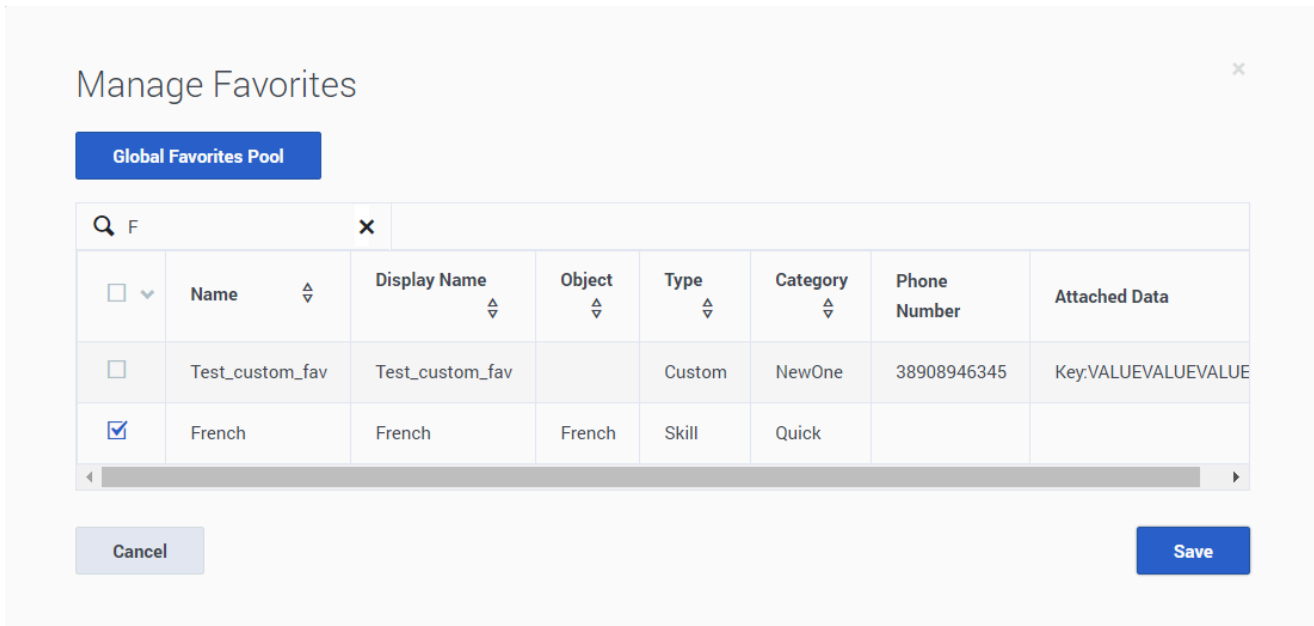 Manage Favorites
Global Favorites Pool
F
Name Display Name Object Type Category Phone Number Attached Data
Test_custom_fav Test_custom_fav Custom NewOne 38908946345 Key:VALUEVALUEVALUE
French French French Skill Quick
Cancel Save